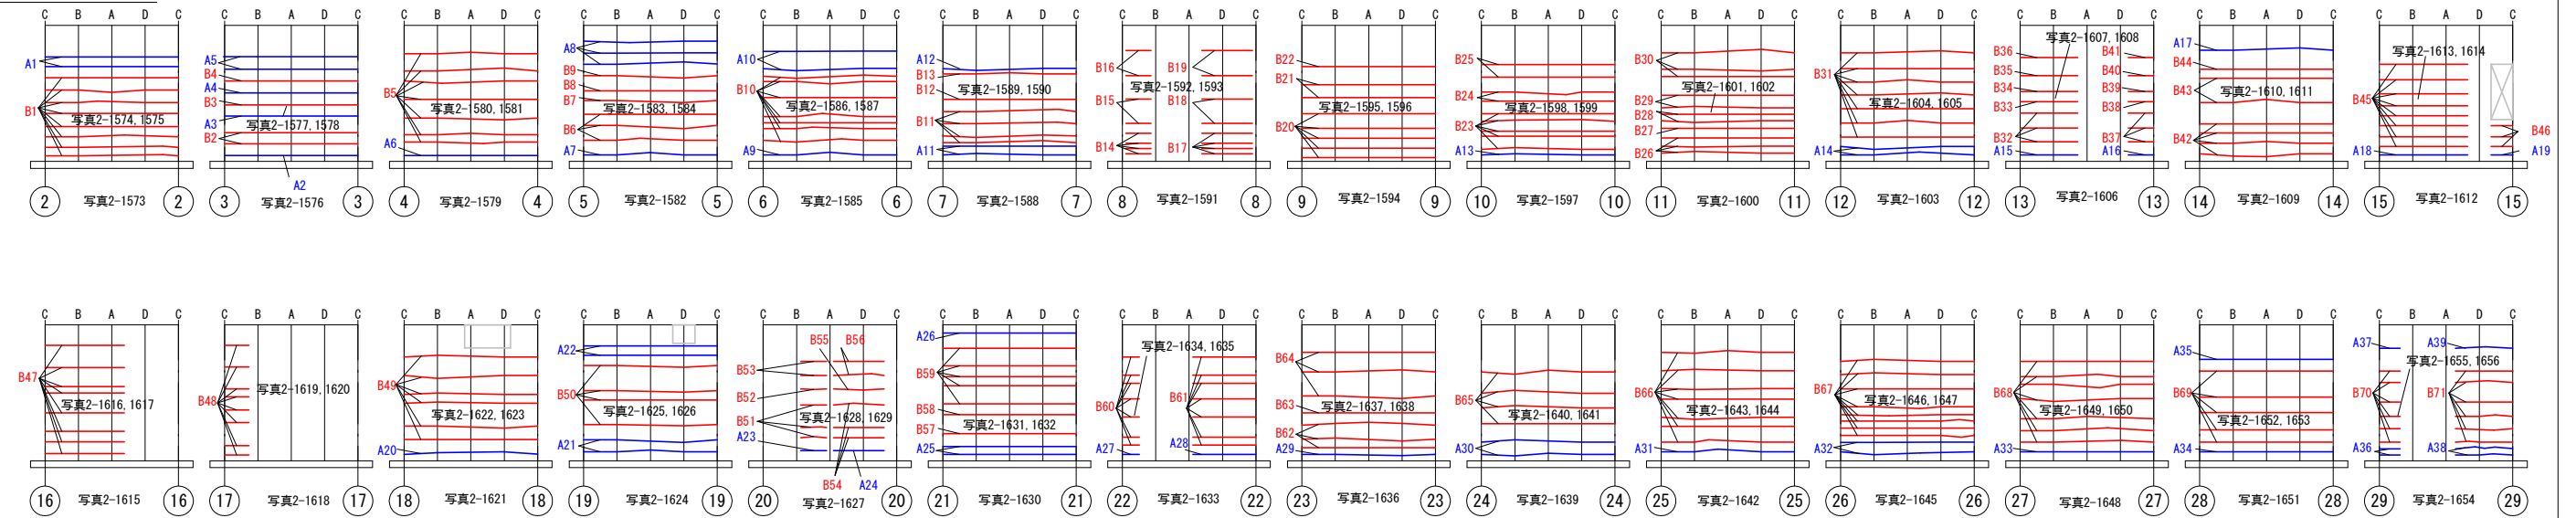 C B A D C C B A D C C B A D C C B A D C C B A D C C B A D C C B A D C C B A D C C B A D C C B A D C C B A D C C B A D C C B A D C C B A D C
A1 B1 写真2-1574, 1575
A5 B4 A4 B3 A3 B2 写真2-1577, 1578 A2
B5 A6 写真2-1580, 1581
A8 B9 B8 B7 B6 A7 写真2-1583, 1584
A10 B10 A9 写真2-1586, 1587
A12 B13 B12 B11 A11 写真2-1589, 1590
B16 B15 B14 B19 B18 B17 写真2-1592, 1593
B22 B21 B20 写真2-1595, 1596
B25 B24 B23 A13 写真2-1598, 1599
B30 B29 B28 B27 B26 写真2-1601, 1602
B31 A14 写真2-1604, 1605
写真2-1607, 1608 B36 B35 B34 B33 B32 A15 B41 B40 B39 B38 B37 A16
A17 B44 B43 B42 写真2-1610, 1611
写真2-1613, 1614 B45 A18 B46 A19
2 写真2-1573 2 3 写真2-1576 3 4 写真2-1579 4 5 写真2-1582 5 6 写真2-1585 6 7 写真2-1588 7 8 写真2-1591 8 9 写真2-1594 9 10 写真2-1597 10 11 写真2-1600 11 12 写真2-1603 12 13 写真2-1606 13 14 写真2-1609 14 15 写真2-1612 15
C B A D C C B A D C C B A D C C B A D C C B A D C C B A D C C B A D C C B A D C C B A D C C B A D C C B A D C C B A D C C B A D C C B A D C
B47 写真2-1616, 1617
B48 写真2-1619, 1620
B49 A20 写真2-1622, 1623
A22 B50 A21 写真2-1625, 1626
B55 B56 B53 B52 B51 A23 写真2-1628, 1629 B54 A24
A26 B59 B58 B57 A25 写真2-1631, 1632
写真2-1634, 1635 B60 A27 B61 A28
B64 B63 B62 A29 写真2-1637, 1638
B65 A30 写真2-1640, 1641
B66 A31 写真2-1643, 1644
B67 A32 写真2-1646, 1647
B68 A33 写真2-1649, 1650
A35 B69 A34 写真2-1652, 1653
A37 A39 写真2-1655, 1656 B70 B71 A36 A38
16 写真2-1615 16 17 写真2-1618 17 18 写真2-1621 18 19 写真2-1624 19 20 写真2-1627 20 21 写真2-1630 21 22 写真2-1633 22 23 写真2-1636 23 24 写真2-1639 24 25 写真2-1642 25 26 写真2-1645 26 27 写真2-1648 27 28 写真2-1651 28 29 写真2-1654 29